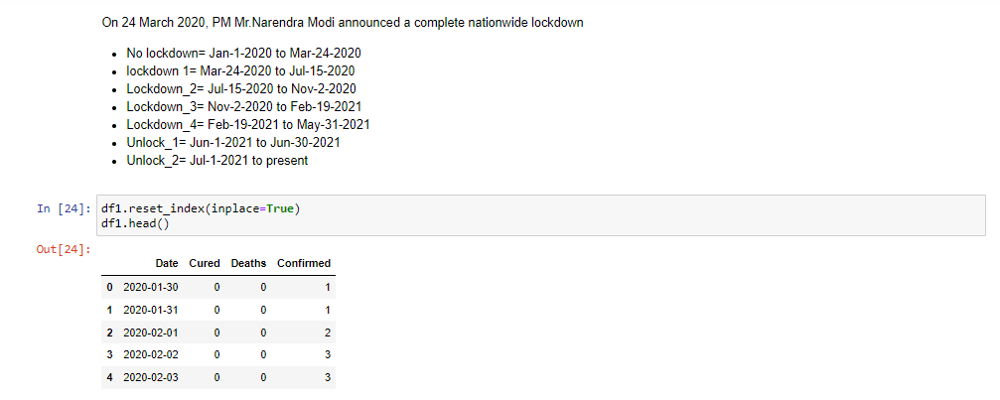 On 24 March 2020, PM Mr.Narendra Modi announced a complete nationwide lockdown
• No lockdown= Jan-1-2020 to Mar-24-2020
• lockdown 1= Mar-24-2020 to Jul-15-2020
• Lockdown_2= Jul-15-2020 to Nov-2-2020
• Lockdown_3= Nov-2-2020 to Feb-19-2021
• Lockdown_4= Feb-19-2021 to May-31-2021
• Unlock_1= Jun-1-2021 to Jun-30-2021
• Unlock_2= Jul-1-2021 to present
In [24]: df1.reset_index(inplace=True)
df1.head()
Out[24]:
Date Cured Deaths Confirmed
0 2020-01-30 0 0 1
1 2020-01-31 0 0 1
2 2020-02-01 0 0 2
3 2020-02-02 0 0 3
4 2020-02-03 0 0 3